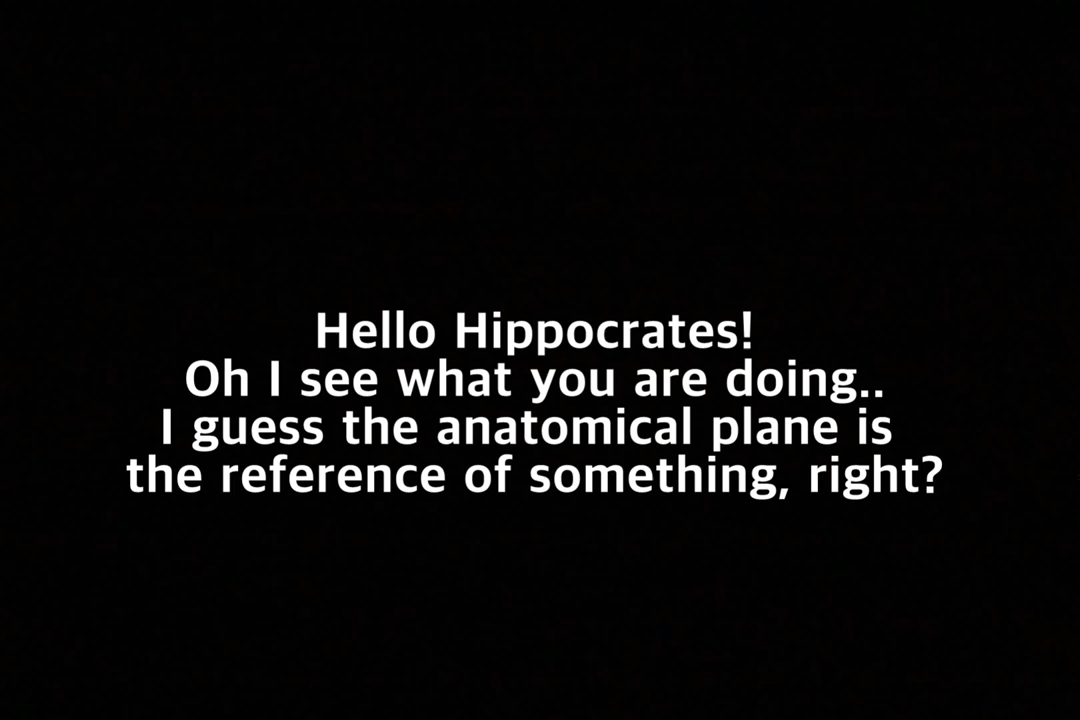 Hello Hippocrates!
Oh I see what you are doing..
I guess the anatomical plane is
the reference of something, right?